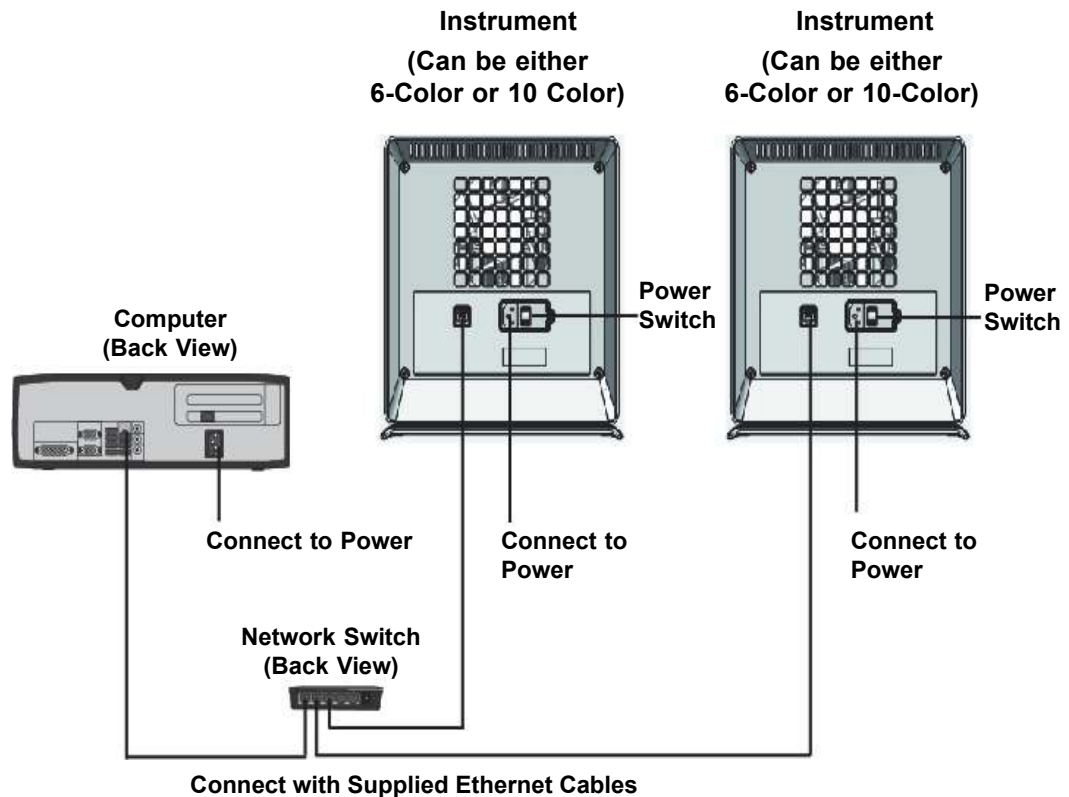 Instrument
(Can be either
6-Color or 10 Color)
Instrument
(Can be either
6-Color or 10-Color)
Power
Switch
Power
Switch
Computer
(Back View)
Connect to Power
Connect to
Power
Connect to
Power
Network Switch
(Back View)
Connect with Supplied Ethernet Cables